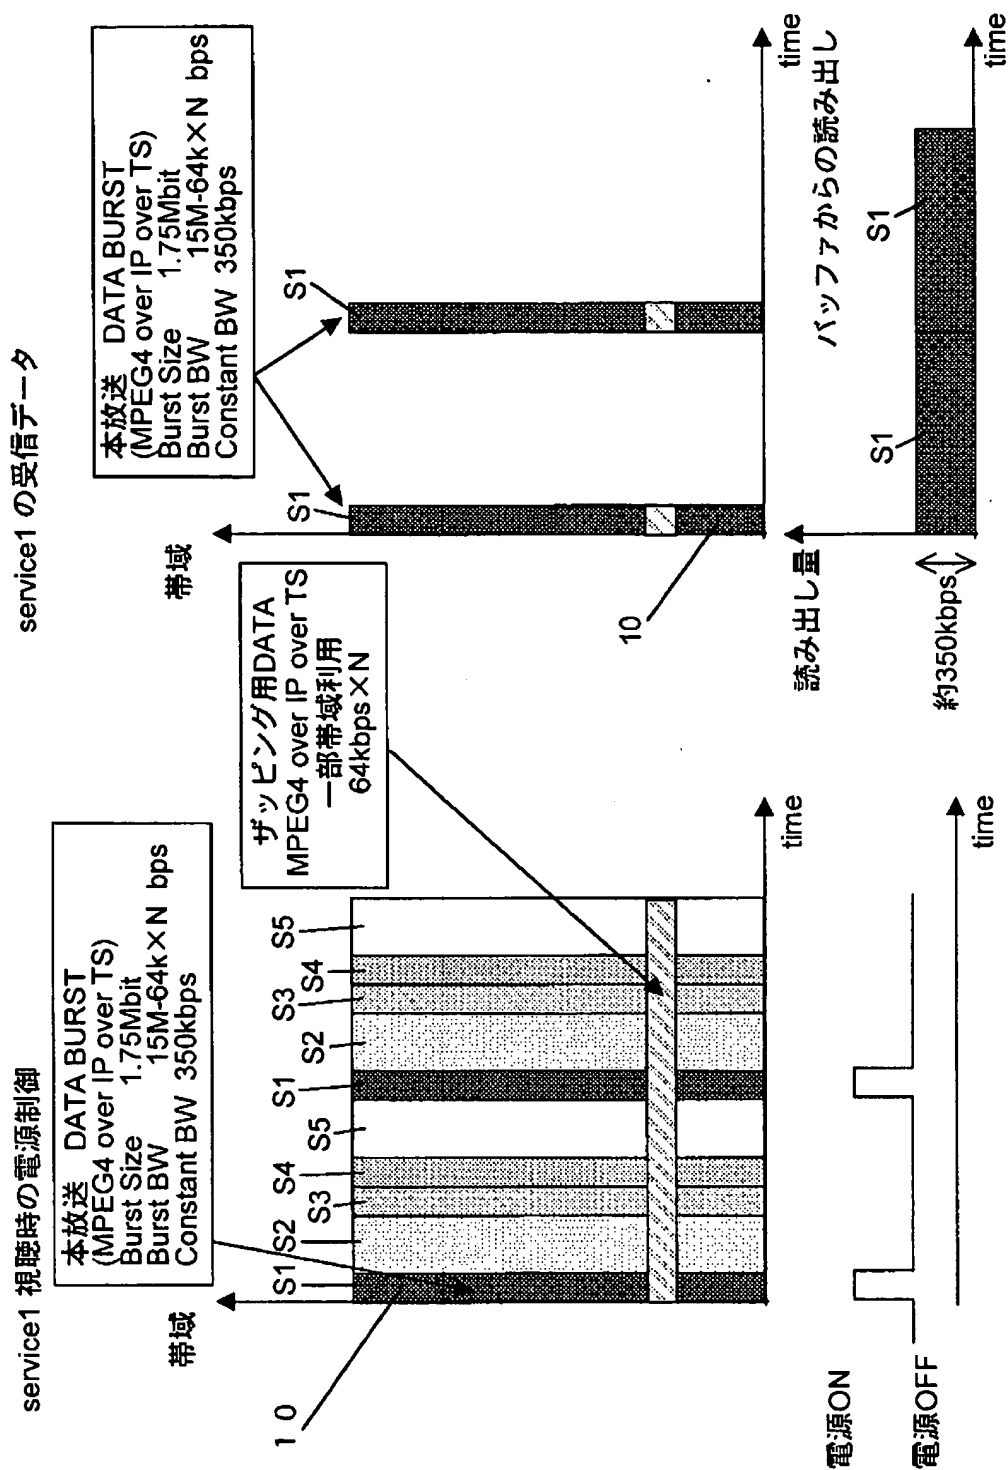 service1 視聴時の電源制御
本放送 DATA BURST
(MPEG4 over IP over TS)
Burst Size 1.75Mbit
Burst BW 15M-64k×N bps
Constant BW 350kbps
帯域
10
S1
S2
S3
S4
S5
S1
S2
S3
S4
S5
ザッピング用DATA
MPEG4 over IP over TS
一部帯域利用
64kbps×N
time
電源ON
電源OFF
time
service1 の受信データ
本放送 DATA BURST
(MPEG4 over IP over TS)
Burst Size 1.75Mbit
Burst BW 15M-64k×N bps
Constant BW 350kbps
帯域
S1
S1
10
time
読み出し量
バッファからの読み出し
約350kbps
S1
S1
time